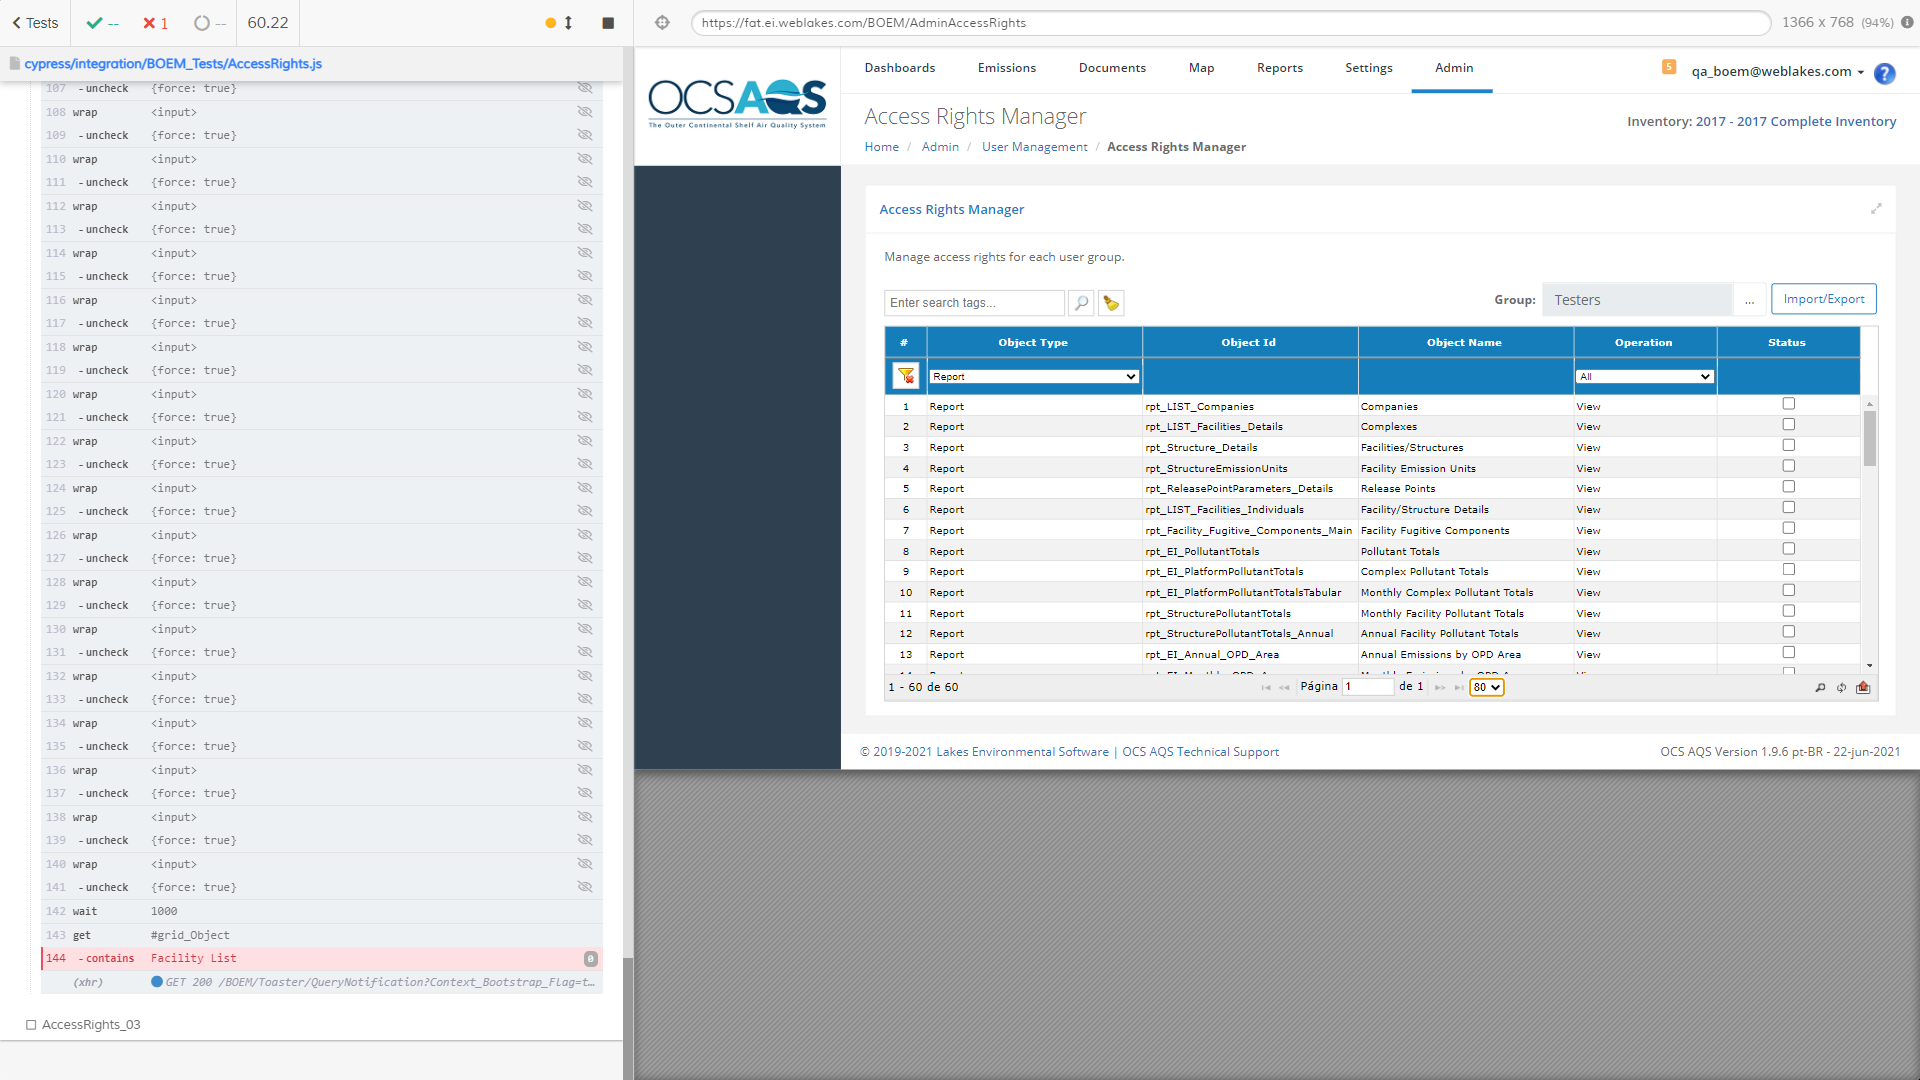 Tests
--
1
--
60.22
https://fat.ei.weblakes.com/BOEM/AdminAccessRights
1366 x 768 (94%)
cypress/integration/BOEM_Tests/AccessRights.js
107 -uncheck {force: true}
108 wrap <input>
109 -uncheck {force: true}
110 wrap <input>
111 -uncheck {force: true}
112 wrap <input>
113 -uncheck {force: true}
114 wrap <input>
115 -uncheck {force: true}
116 wrap <input>
117 -uncheck {force: true}
118 wrap <input>
119 -uncheck {force: true}
120 wrap <input>
121 -uncheck {force: true}
122 wrap <input>
123 -uncheck {force: true}
124 wrap <input>
125 -uncheck {force: true}
126 wrap <input>
127 -uncheck {force: true}
128 wrap <input>
129 -uncheck {force: true}
130 wrap <input>
131 -uncheck {force: true}
132 wrap <input>
133 -uncheck {force: true}
134 wrap <input>
135 -uncheck {force: true}
136 wrap <input>
137 -uncheck {force: true}
138 wrap <input>
139 -uncheck {force: true}
140 wrap <input>
141 -uncheck {force: true}
142 wait 1000
143 get #grid_Object
144 -contains Facility List 0
(xhr) GET 200 /BOEM/Toaster/QueryNotification?Context_Bootstrap_Flag=t...
AccessRights_03
OCSAQS
The Outer Continental Shelf Air Quality System
Dashboards Emissions Documents Map Reports Settings Admin
5 qa_boem@weblakes.com ?
Access Rights Manager
Inventory: 2017 - 2017 Complete Inventory
Home / Admin / User Management / Access Rights Manager
Access Rights Manager
Manage access rights for each user group.
Enter search tags...
Group: Testers ... Import/Export
# Object Type Object Id Object Name Operation Status
Report All
1 Report rpt_LIST_Companies Companies View
2 Report rpt_LIST_Facilities_Details Complexes View
3 Report rpt_Structure_Details Facilities/Structures View
4 Report rpt_StructureEmissionUnits Facility Emission Units View
5 Report rpt_ReleasePointParameters_Details Release Points View
6 Report rpt_LIST_Facilities_Individuals Facility/Structure Details View
7 Report rpt_Facility_Fugitive_Components_Main Facility Fugitive Components View
8 Report rpt_EI_PollutantTotals Pollutant Totals View
9 Report rpt_EI_PlatformPollutantTotals Complex Pollutant Totals View
10 Report rpt_EI_PlatformPollutantTotalsTabular Monthly Complex Pollutant Totals View
11 Report rpt_StructurePollutantTotals Monthly Facility Pollutant Totals View
12 Report rpt_StructurePollutantTotals_Annual Annual Facility Pollutant Totals View
13 Report rpt_EI_Annual_OPD_Area Annual Emissions by OPD Area View
1 - 60 de 60 Página 1 de 1 80
© 2019-2021 Lakes Environmental Software | OCS AQS Technical Support
OCS AQS Version 1.9.6 pt-BR - 22-jun-2021